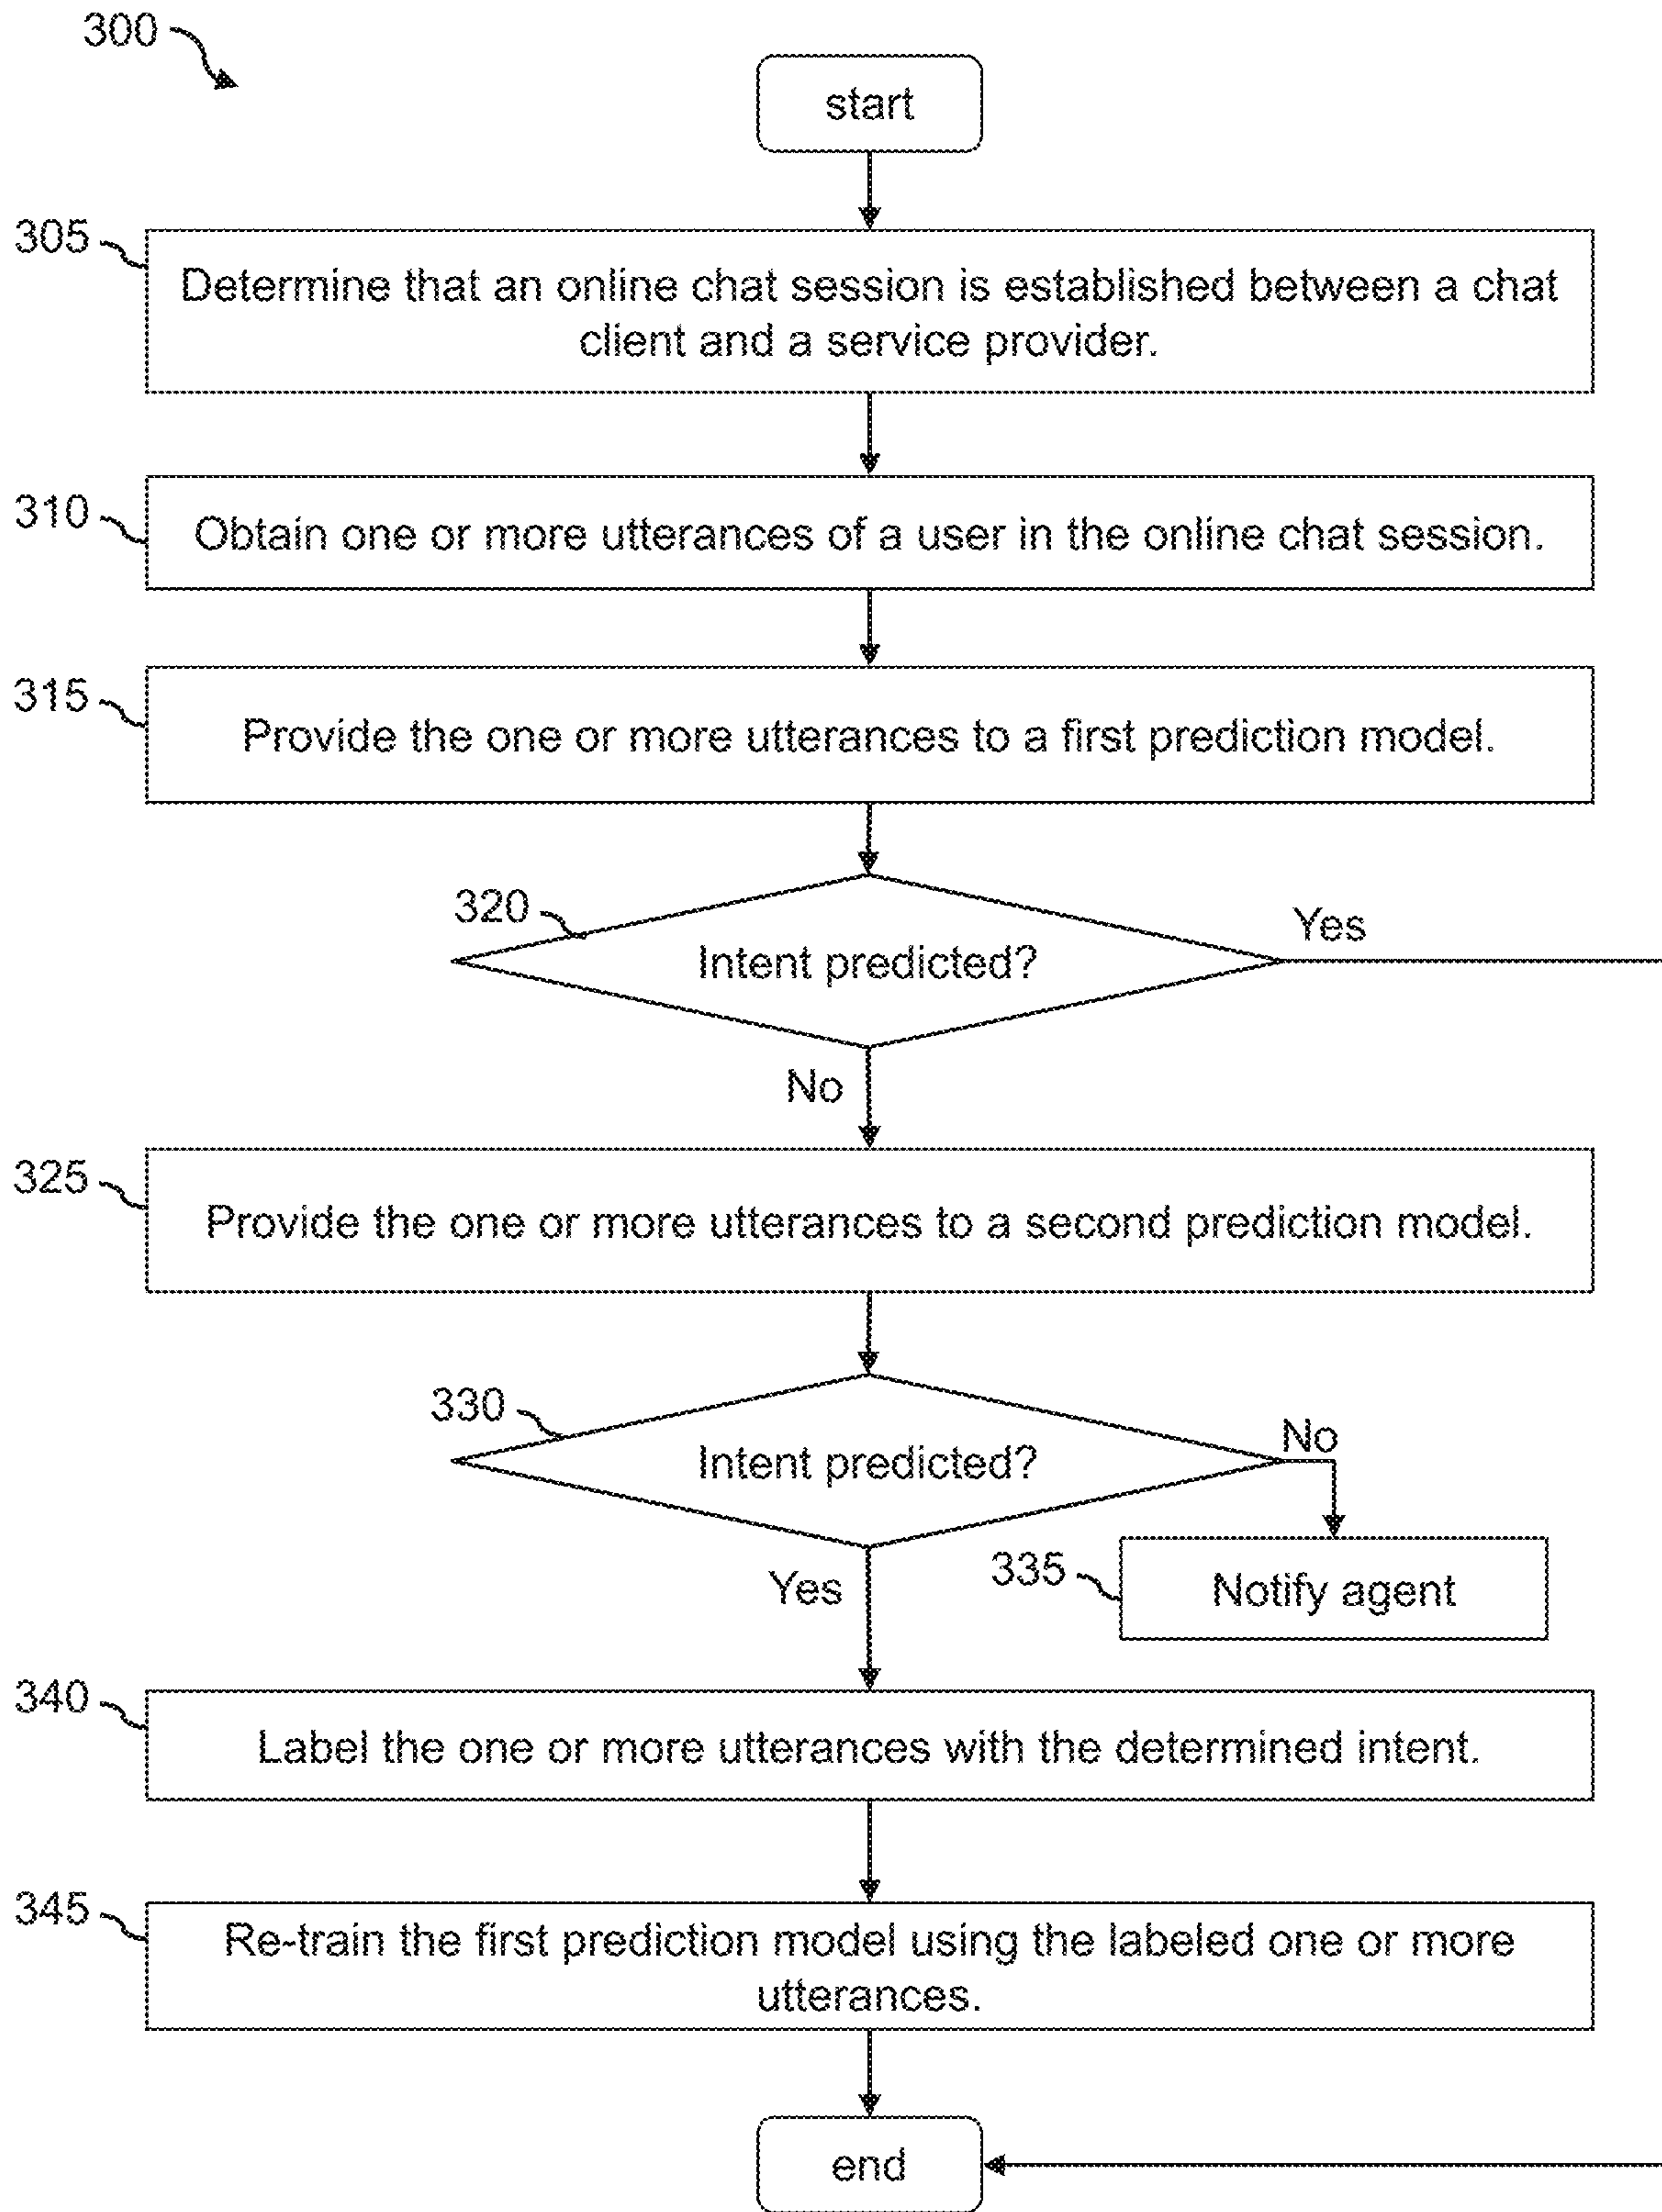 300
start
305
Determine that an online chat session is established between a chat
client and a service provider.
310
Obtain one or more utterances of a user in the online chat session.
315
Provide the one or more utterances to a first prediction model.
320
Intent predicted?
Yes
No
325
Provide the one or more utterances to a second prediction model.
330
Intent predicted?
No
Yes
335
Notify agent
340
Label the one or more utterances with the determined intent.
345
Re-train the first prediction model using the labeled one or more
utterances.
end